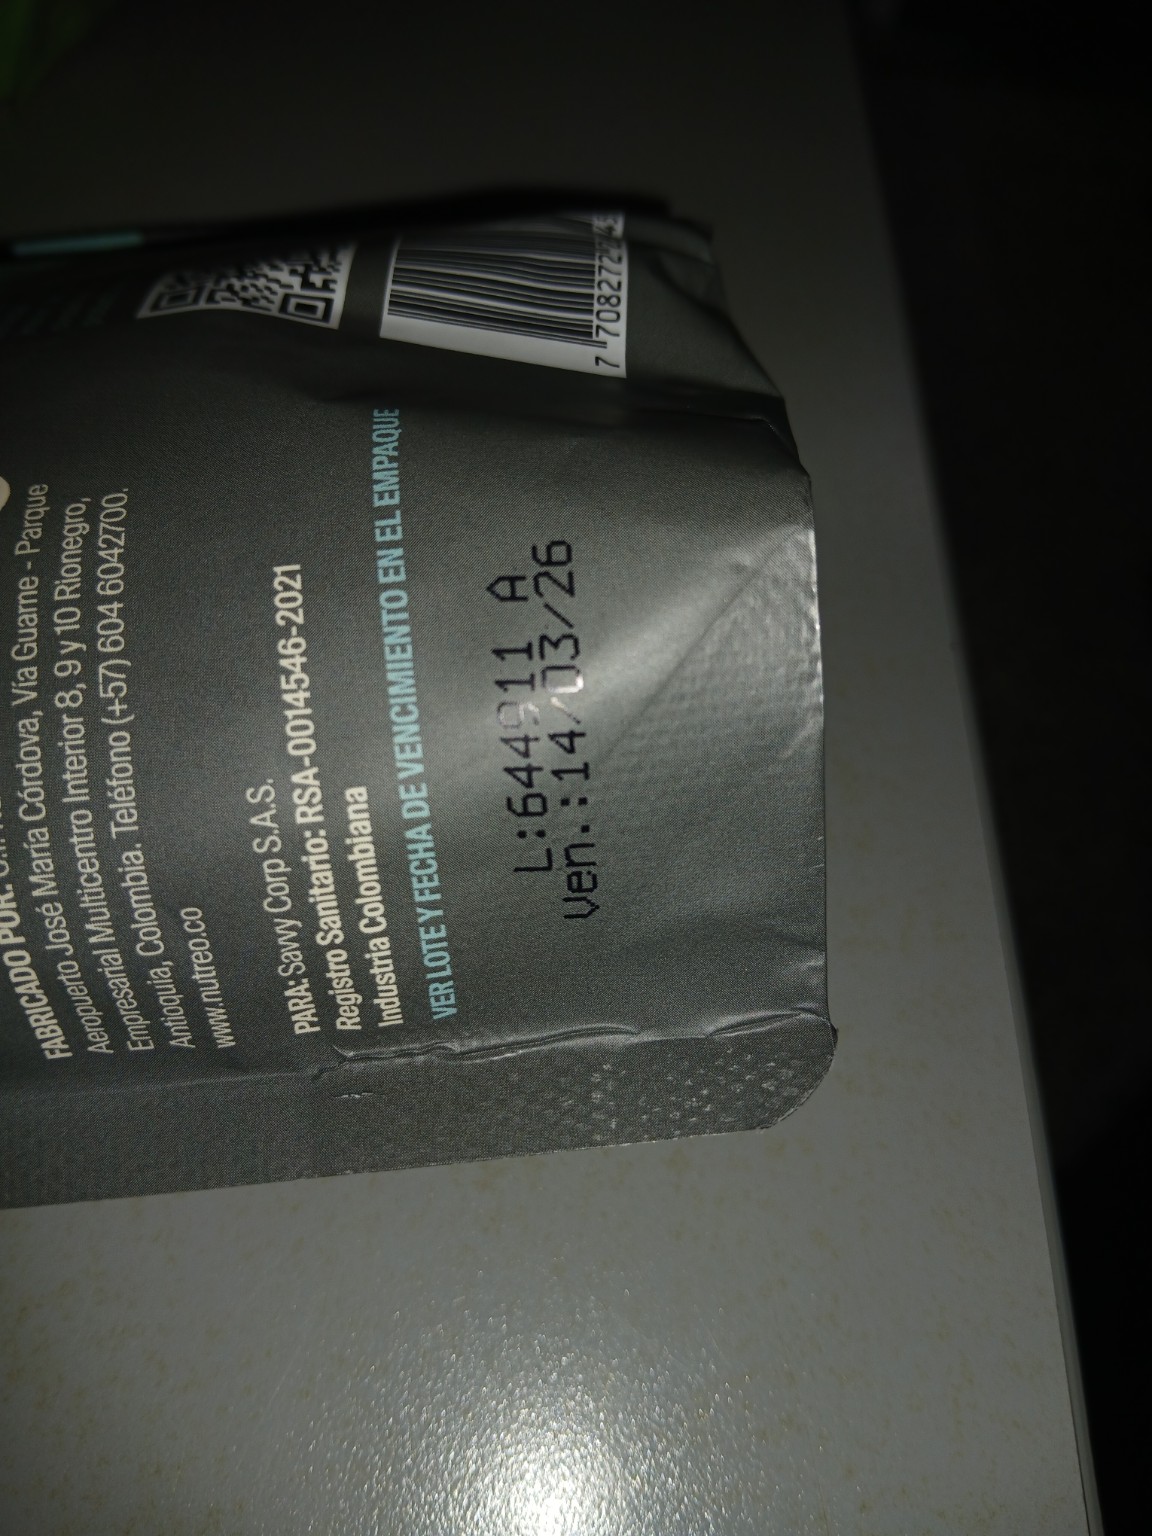 FABRICADO POR:
Aeropuerto José María Córdova, Vía Guarne - Parque
Empresarial Multicentro Interior 8, 9 y 10 Rionegro,
Antioquia, Colombia. Teléfono (+57) 604 6042700.
www.nutreo.co
PARA: Savvy Corp S.A.S.
Registro Sanitario: RSA-0014546-2021
Industria Colombiana
VER LOTE Y FECHA DE VENCIMIENTO EN EL EMPAQUE
L:644911 A
Ven.:14/03/26